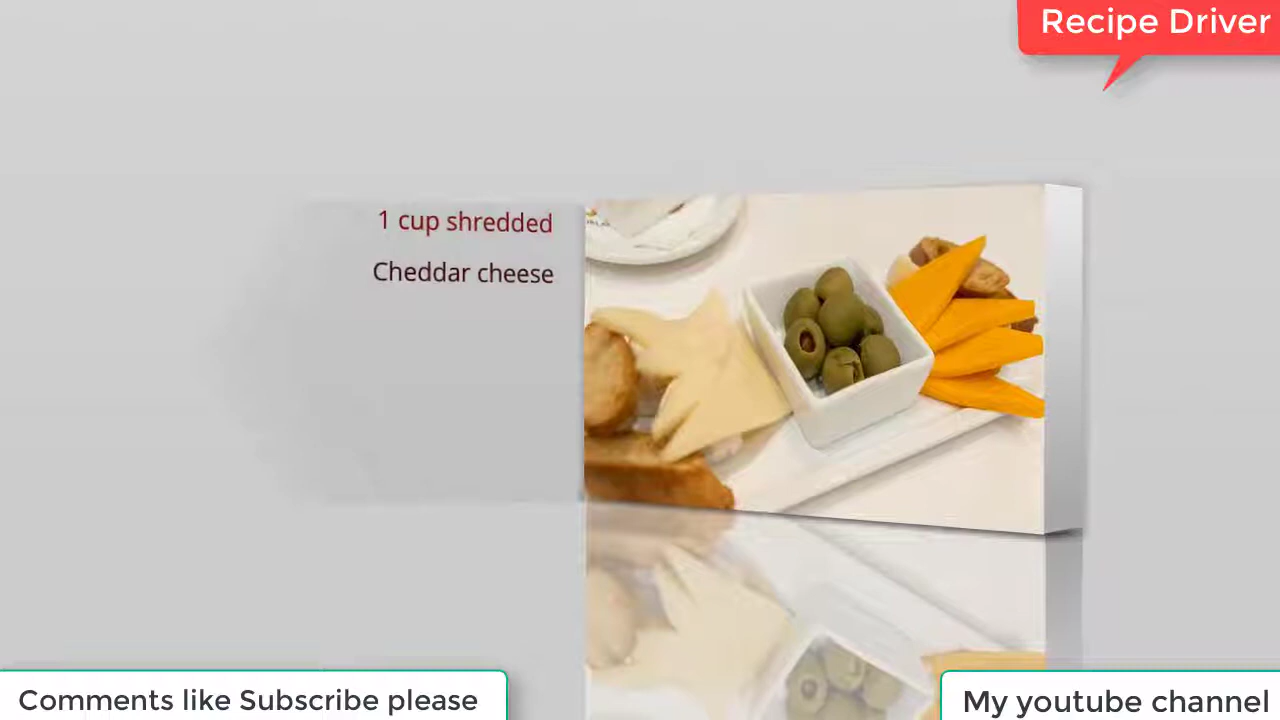 Recipe Driver
1 cup shredded
Cheddar cheese
Comments like Subscribe please
My youtube channel